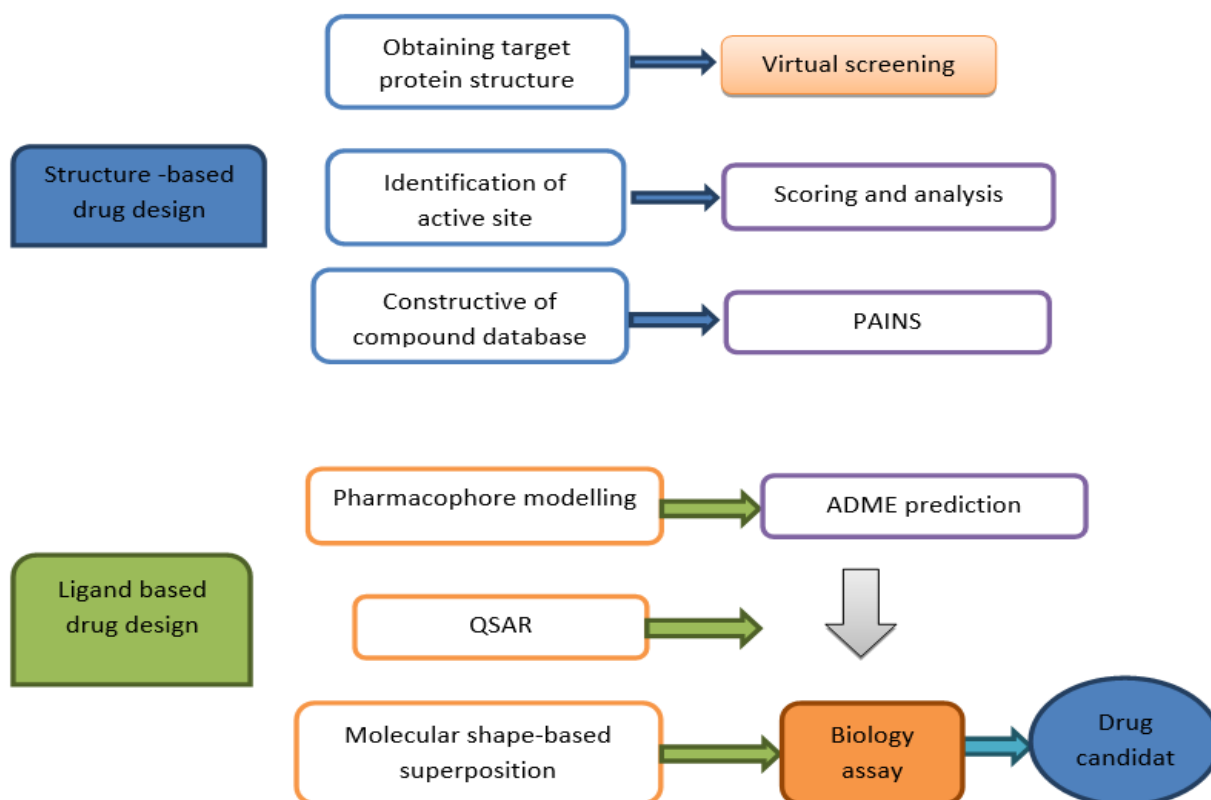 Obtaining target
protein structure
Virtual screening
Structure -based
drug design
Identification of
active site
Scoring and analysis
Constructive of
compound database
PAINS
Pharmacophore modelling
ADME prediction
Ligand based
drug design
QSAR
Molecular shape-based
superposition
Biology
assay
Drug
candidat